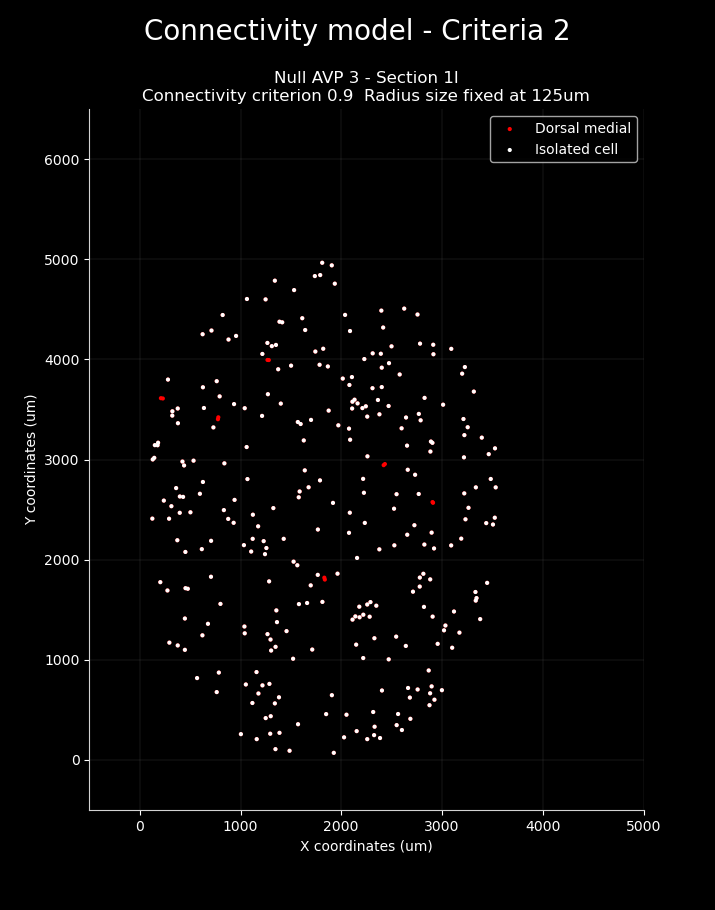 Connectivity model - Criteria 2
Null AVP 3 - Section 1l
Connectivity criterion 0.9  Radius size fixed at 125um
Dorsal medial
Isolated cell
6000
5000
4000
3000
2000
1000
0
Y coordinates (um)
0 1000 2000 3000 4000 5000
X coordinates (um)